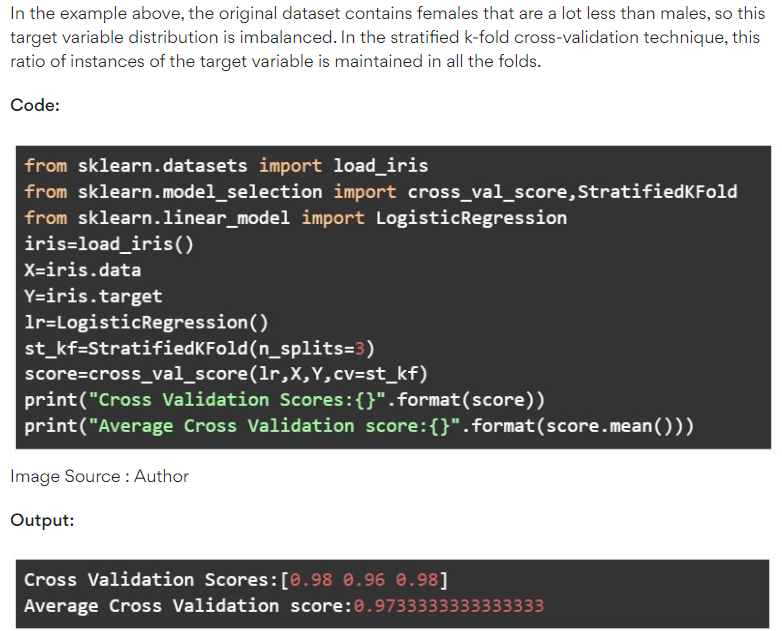 In the example above, the original dataset contains females that are a lot less than males, so this
target variable distribution is imbalanced. In the stratified k-fold cross-validation technique, this
ratio of instances of the target variable is maintained in all the folds.
Code:
from sklearn.datasets import load_iris
from sklearn.model_selection import cross_val_score,StratifiedKFold
from sklearn.linear_model import LogisticRegression
iris=load_iris()
X=iris.data
Y=iris.target
lr=LogisticRegression()
st_kf=StratifiedKFold(n_splits=3)
score=cross_val_score(lr,X,Y,cv=st_kf)
print("Cross Validation Scores:{}".format(score))
print("Average Cross Validation score:{}".format(score.mean()))
Image Source : Author
Output:
Cross Validation Scores:[0.98 0.96 0.98]
Average Cross Validation score:0.9733333333333333